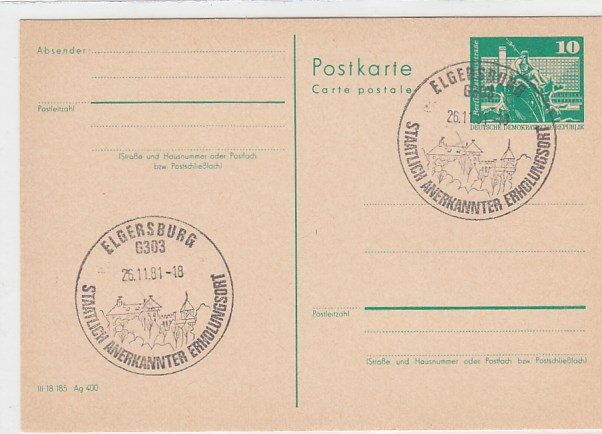 Absender:
Postleitzahl
(Straße und Hausnummer oder Postfach
bzw. Postschließfach)
ELGERSBURG
6303
26.11.81-18
STAATLICH ANERKANNTER ERHOLUNGSORT
III 18 185 Ag 400
Postkarte
Carte postale
10
DEUTSCHE DEMOKRATISCHE REPUBLIK
ELGERSBURG
6303
26.11.81-18
STAATLICH ANERKANNTER ERHOLUNGSORT
Postleitzahl
(Straße und Hausnummer oder Postfach bzw. Postschließfach)